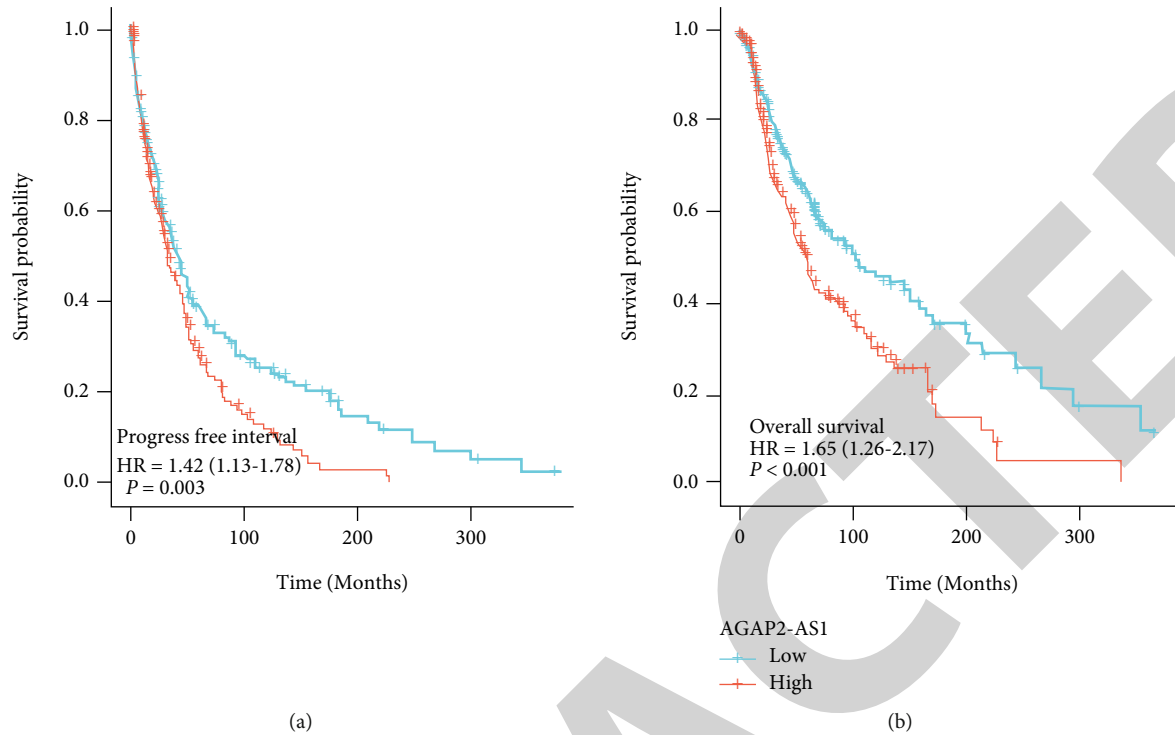 1.0
0.8
0.6
0.4
0.2
0.0
Survival probability
Progress free interval
HR = 1.42 (1.13-1.78)
P = 0.003
0 100 200 300
Time (Months)
(a)
1.0
0.8
0.6
0.4
0.2
0.0
Survival probability
Overall survival
HR = 1.65 (1.26-2.17)
P < 0.001
0 100 200 300
Time (Months)
AGAP2-AS1
Low
High
(b)
ACTE